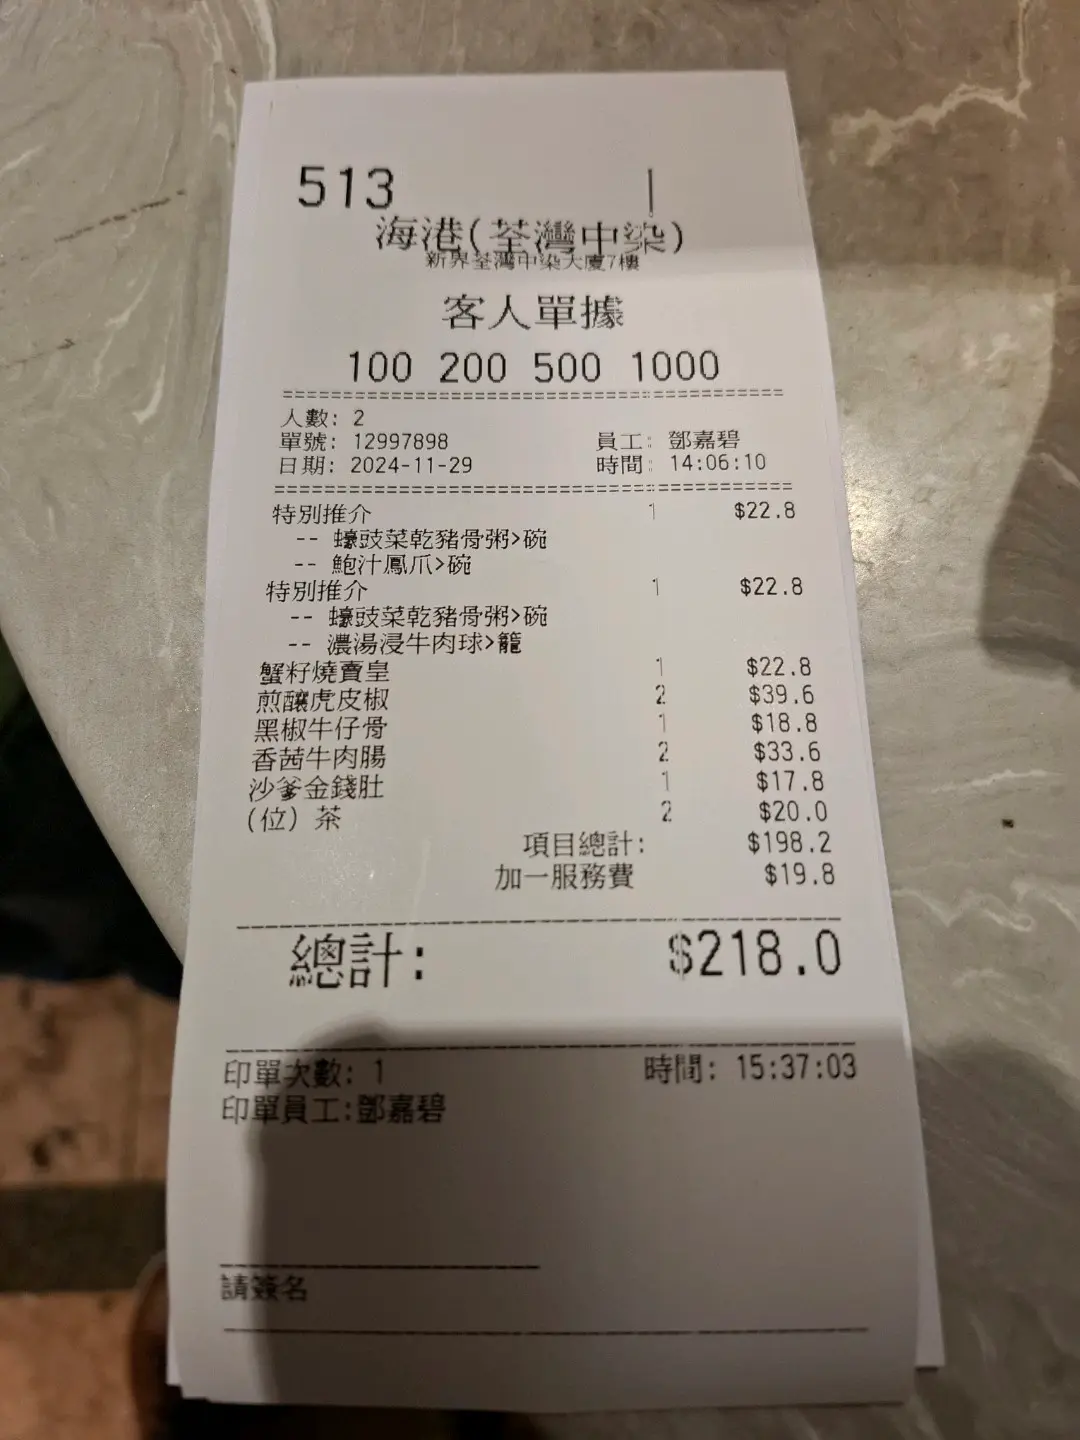 513
海港(荃灣中染)
新界荃灣中染大廈7樓
客人單據
100 200 500 1000
人數: 2
單號: 12997898 員工: 鄧嘉碧
日期: 2024-11-29 時間: 14:06:10
特別推介 1 $22.8
-- 蠔豉菜乾豬骨粥>碗
-- 鮑汁鳳爪>碗
特別推介 1 $22.8
-- 蠔豉菜乾豬骨粥>碗
-- 濃湯浸牛肉球>籠
蟹籽燒賣皇 1 $22.8
煎釀虎皮椒 2 $39.6
黑椒牛仔骨 1 $18.8
香茜牛肉腸 2 $33.6
沙爹金錢肚 1 $17.8
(位) 茶 2 $20.0
項目總計: $198.2
加一服務費 $19.8
總計: $218.0
印單次數: 1 時間: 15:37:03
印單員工:鄧嘉碧
請簽名